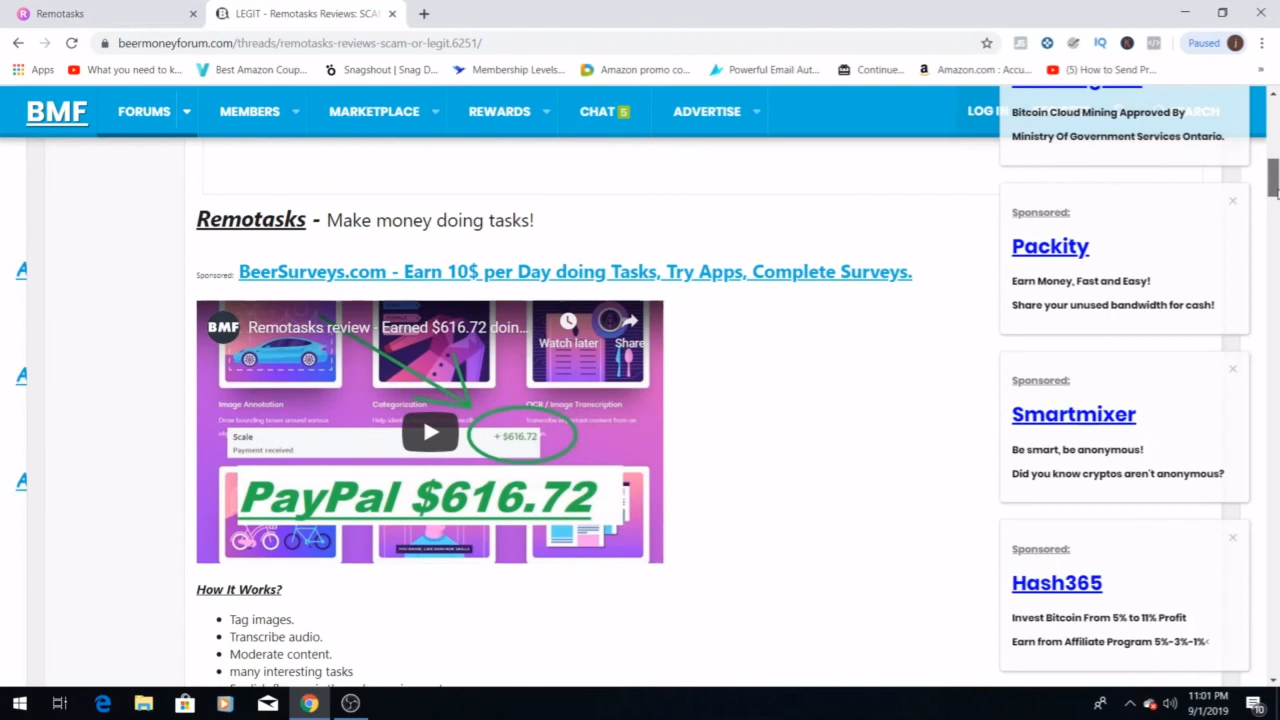 Remotasks
LEGIT - Remotasks Reviews: SCA
beermoneyforum.com/threads/remotasks-reviews-scam-or-legit.6251/
Paused
Apps
What you need to k...
Best Amazon Coup...
Snagshout | Snag D...
Membership Levels...
Amazon promo co...
Powerful Email Aut...
Continue...
Amazon.com : Accu...
(5) How to Send Pr...
BMF
FORUMS
MEMBERS
MARKETPLACE
REWARDS
CHAT 5
ADVERTISE
LOG IN
Bitcoin Cloud Mining Approved By
Ministry Of Government Services Ontario.
Remotasks - Make money doing tasks!
Sponsored: BeerSurveys.com - Earn 10$ per Day doing Tasks, Try Apps, Complete Surveys.
BMF Remotasks review - Earned $616.72 doin...
Watch later
Share
Image Annotation
Categorization
OCR / Image Transcription
Scale
Payment received
+ $616.72
PayPal $616.72
How It Works?
Tag images.
Transcribe audio.
Moderate content.
many interesting tasks
Sponsored:
Packity
Earn Money, Fast and Easy!
Share your unused bandwidth for cash!
Sponsored:
Smartmixer
Be smart, be anonymous!
Did you know cryptos aren't anonymous?
Sponsored:
Hash365
Invest Bitcoin From 5% to 11% Profit
Earn from Affiliate Program 5%-3%-1%<
11:01 PM
9/1/2019
10